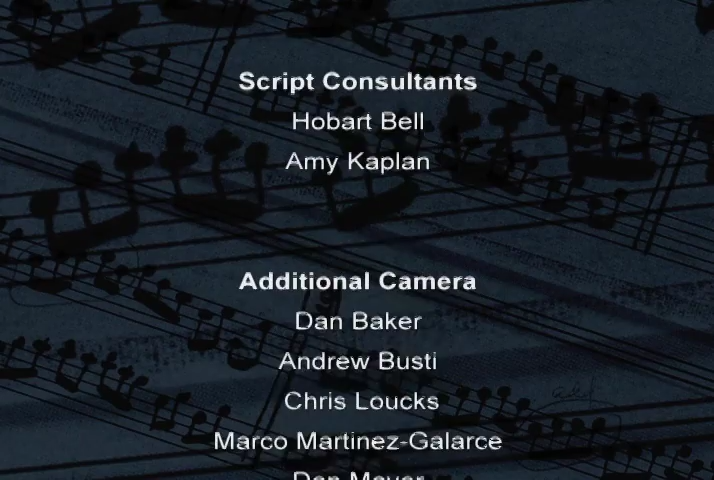 Script Consultants
Hobart Bell
Amy Kaplan
Additional Camera
Dan Baker
Andrew Busti
Chris Loucks
Marco Martinez-Galarce